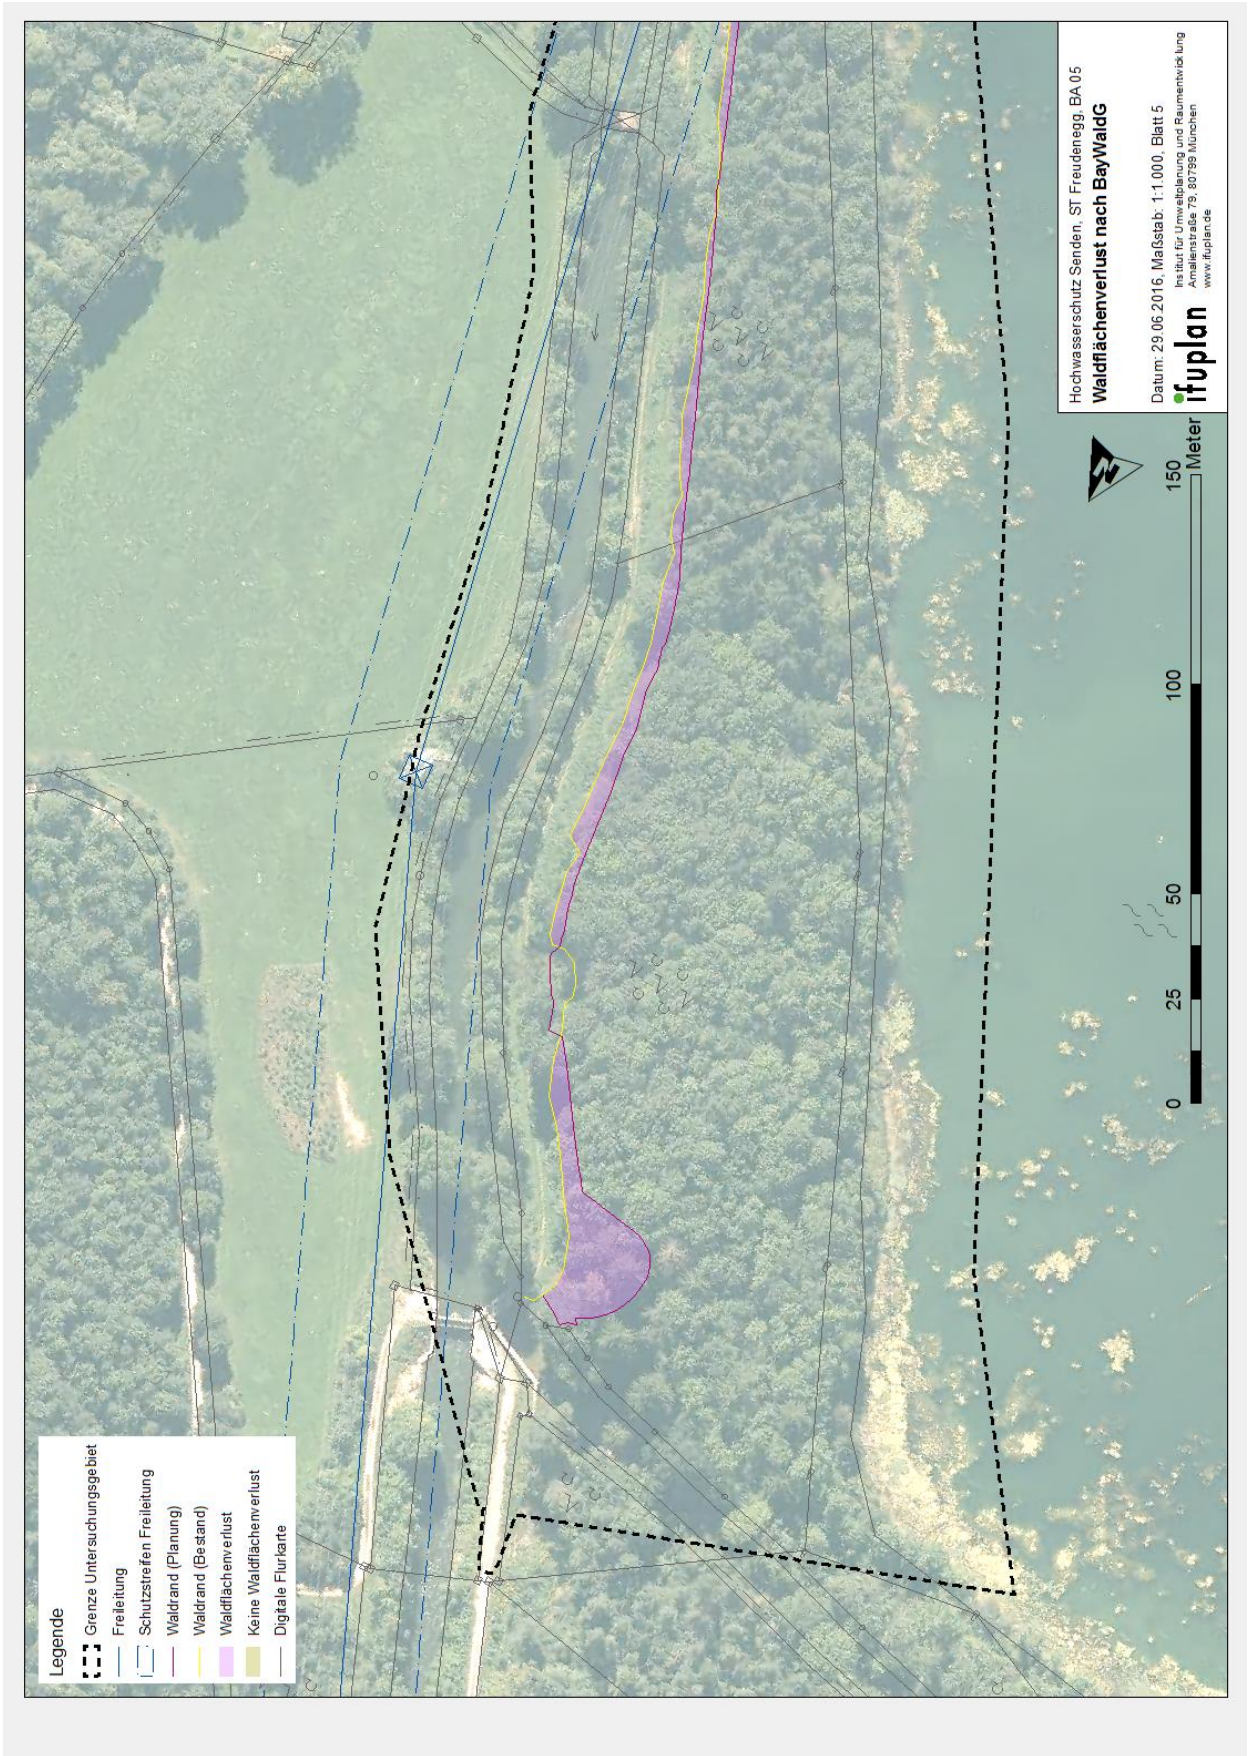 Legende
Grenze Untersuchungsgebiet
Freileitung
Schutzstreifen Freileitung
Waldrand (Planung)
Waldrand (Bestand)
Waldflächenverlust
Keine Waldflächenverlust
Digitale Flurkarte
N
0 25 50 100 150
Meter
Hochwasserschutz Senden, ST Freudenegg, BA 05
Waldflächenverlust nach BayWaldG
Datum: 29.06.2016, Maßstab: 1:1.000, Blatt 5
ifuplan
Institut für Umweltplanung und Raumentwicklung
Amalienstraße 79, 80799 München
www.ifuplan.de